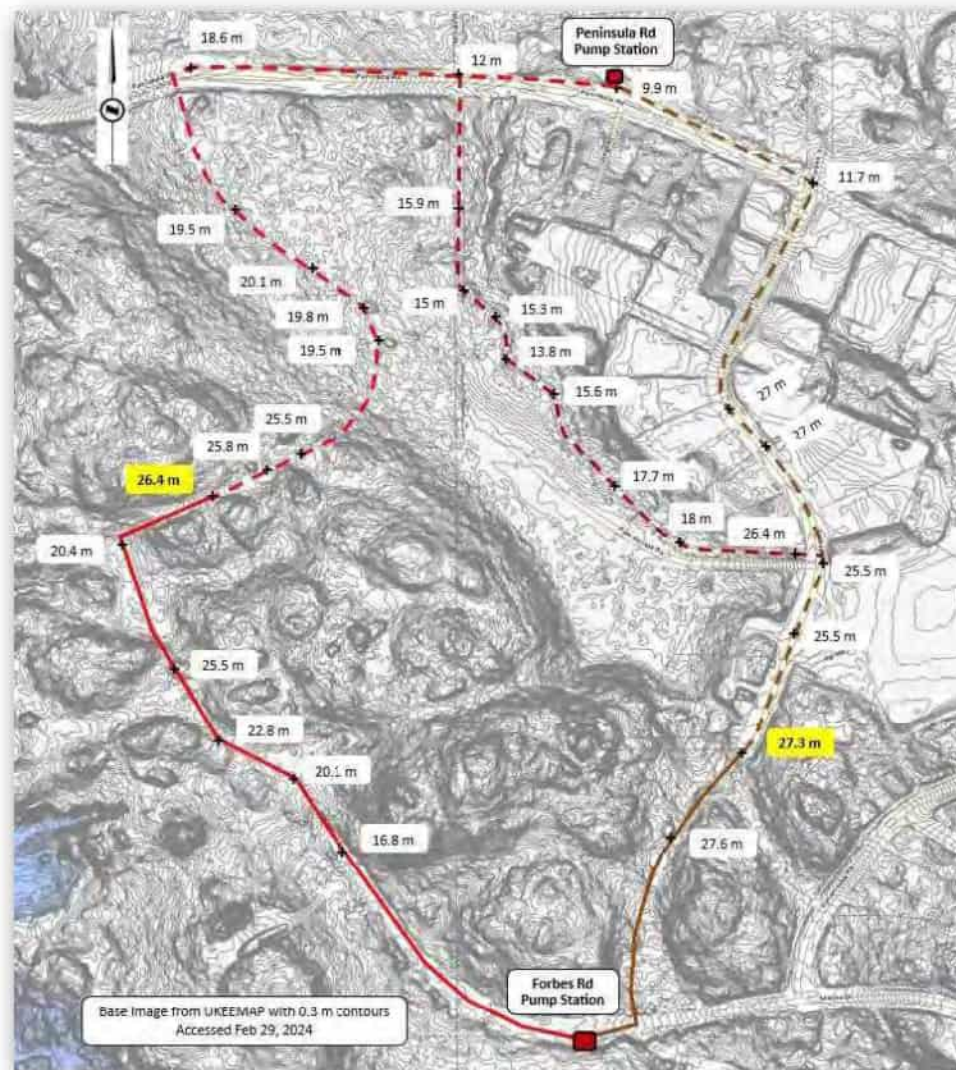 Peninsula Rd
Pump Station
18.6 m
12 m
9.9 m
11.7 m
15.9 m
19.5 m
20.1 m
15 m
15.3 m
19.8 m
19.5 m
13.8 m
15.6 m
27 m
27 m
25.5 m
25.8 m
26.4 m
17.7 m
18 m
26.4 m
20.4 m
25.5 m
25.5 m
25.5 m
22.8 m
27.3 m
20.1 m
16.8 m
27.6 m
Forbes Rd
Pump Station
Base image from UKEEMAP with 0.3 m contours
Accessed Feb 29, 2024